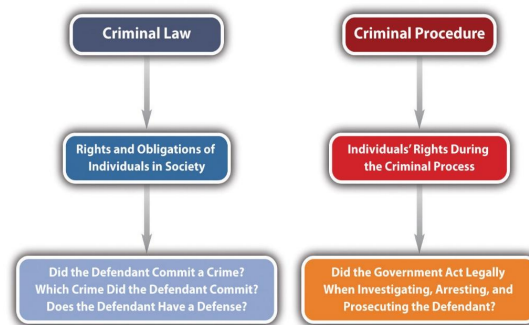 Criminal Law
Criminal Procedure
Rights and Obligations of
Individuals in Society
Individuals' Rights During
the Criminal Process
Did the Defendant Commit a Crime?
Which Crime Did the Defendant Commit?
Does the Defendant Have a Defense?
Did the Government Act Legally
When Investigating, Arresting, and
Prosecuting the Defendant?